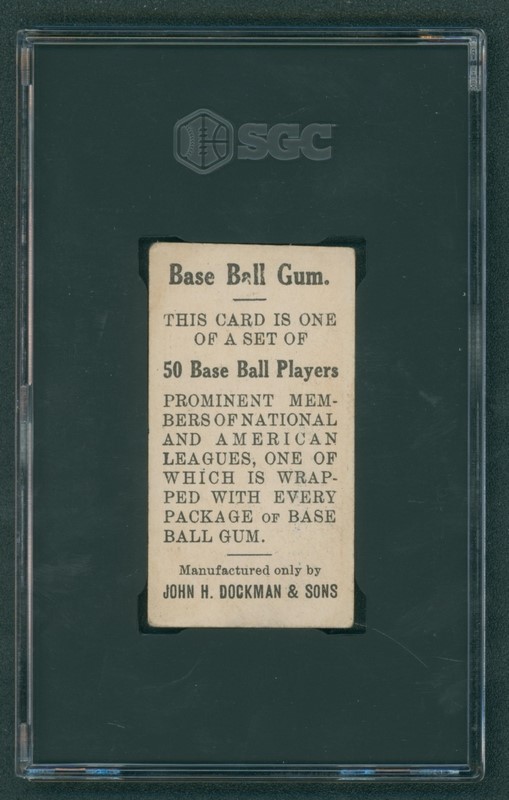 SGC
Base Ball Gum.
THIS CARD IS ONE
OF A SET OF
50 Base Ball Players
PROMINENT MEM-
BERS OF NATIONAL
AND AMERICAN
LEAGUES, ONE OF
WHICH IS WRAP-
PED WITH EVERY
PACKAGE OF BASE
BALL GUM.
Manufactured only by
JOHN H. DOCKMAN & SONS